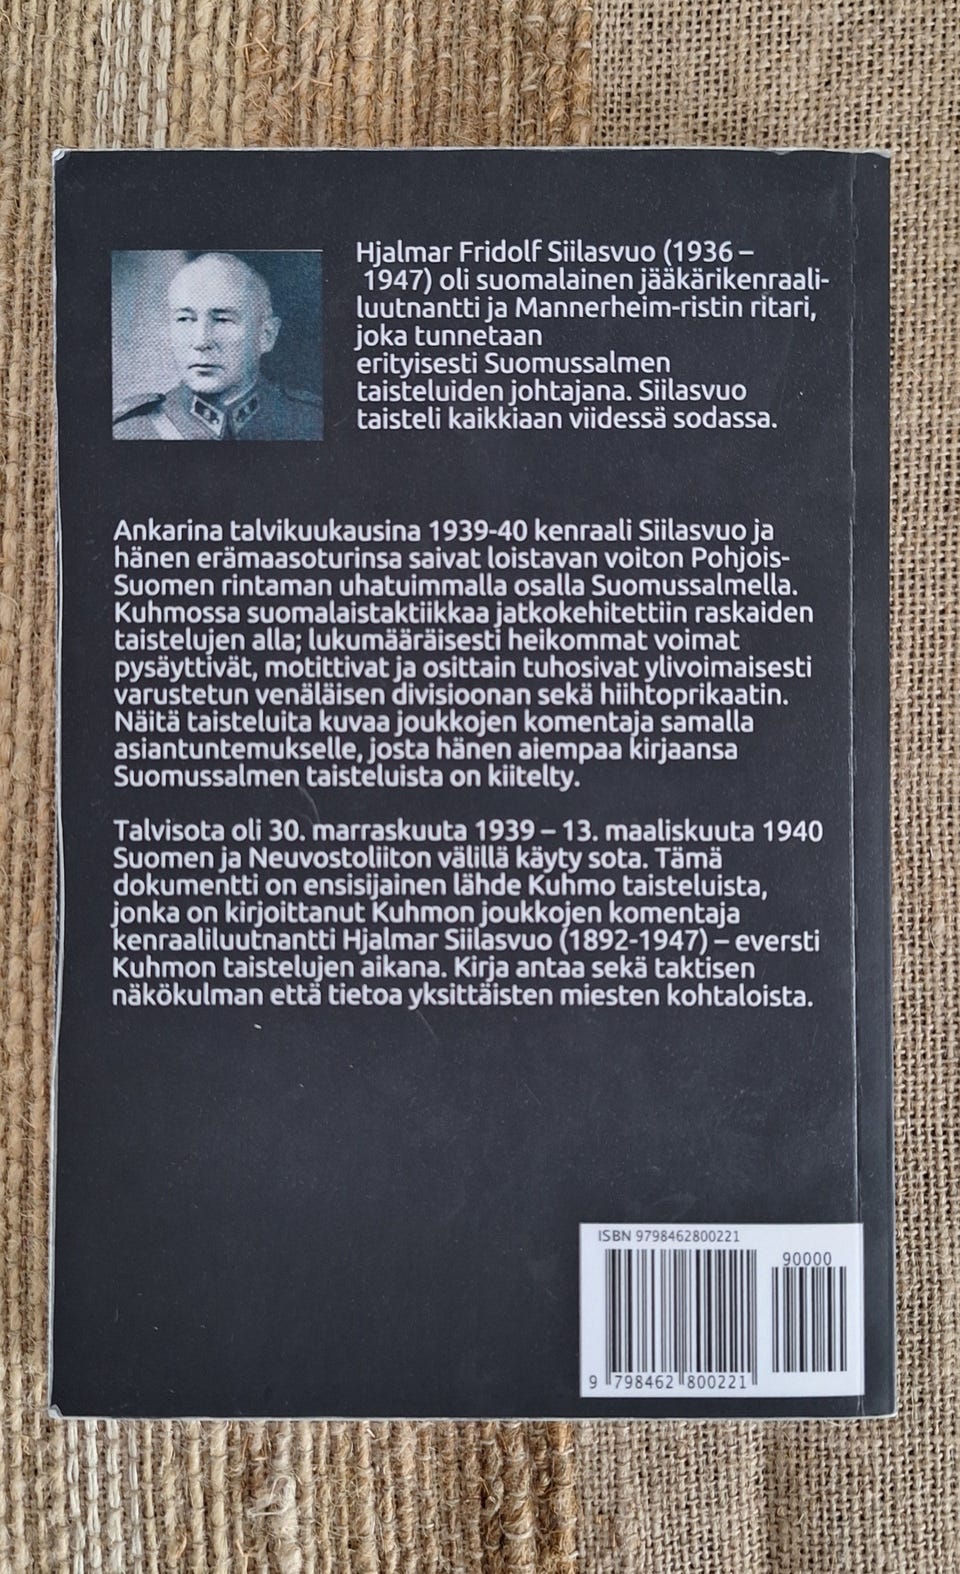 Hjalmar Fridolf Siilasvuo (1936 –
1947) oli suomalainen jääkärikenraali-
luutnantti ja Mannerheim-ristin ritari,
joka tunnetaan
erityisesti Suomussalmen
taisteluiden johtajana. Siilasvuo
taisteli kaikkiaan viidessä sodassa.
Ankarina talvikuukausina 1939-40 kenraali Siilasvuo ja
hänen erämaasoturinsa saivat loistavan voiton Pohjois-
Suomen rintaman uhatuimmalla osalla Suomussalmella.
Kuhmossa suomalaistaktiikkaa jatkokehitettiin raskaiden
taistelujen alla; lukumääräisesti heikommat voimat
pysäyttivät, motittivat ja osittain tuhosivat ylivoimaisesti
varustetun venäläisen divisioonan sekä hiihtoprikaatin.
Näitä taisteluita kuvaa joukkojen komentaja samalla
asiantuntemukselle, josta hänen aiempaa kirjaansa
Suomussalmen taisteluista on kiitelty.
Talvisota oli 30. marraskuuta 1939 – 13. maaliskuuta 1940
Suomen ja Neuvostoliiton välillä käyty sota. Tämä
dokumentti on ensisijainen lähde Kuhmo taisteluista,
jonka on kirjoittanut Kuhmon joukkojen komentaja
kenraaliluutnantti Hjalmar Siilasvuo (1892-1947) – eversti
Kuhmon taistelujen aikana. Kirja antaa sekä taktisen
näkökulman että tietoa yksittäisten miesten kohtaloista.
ISBN 9798462800221
90000
9 798462 800221